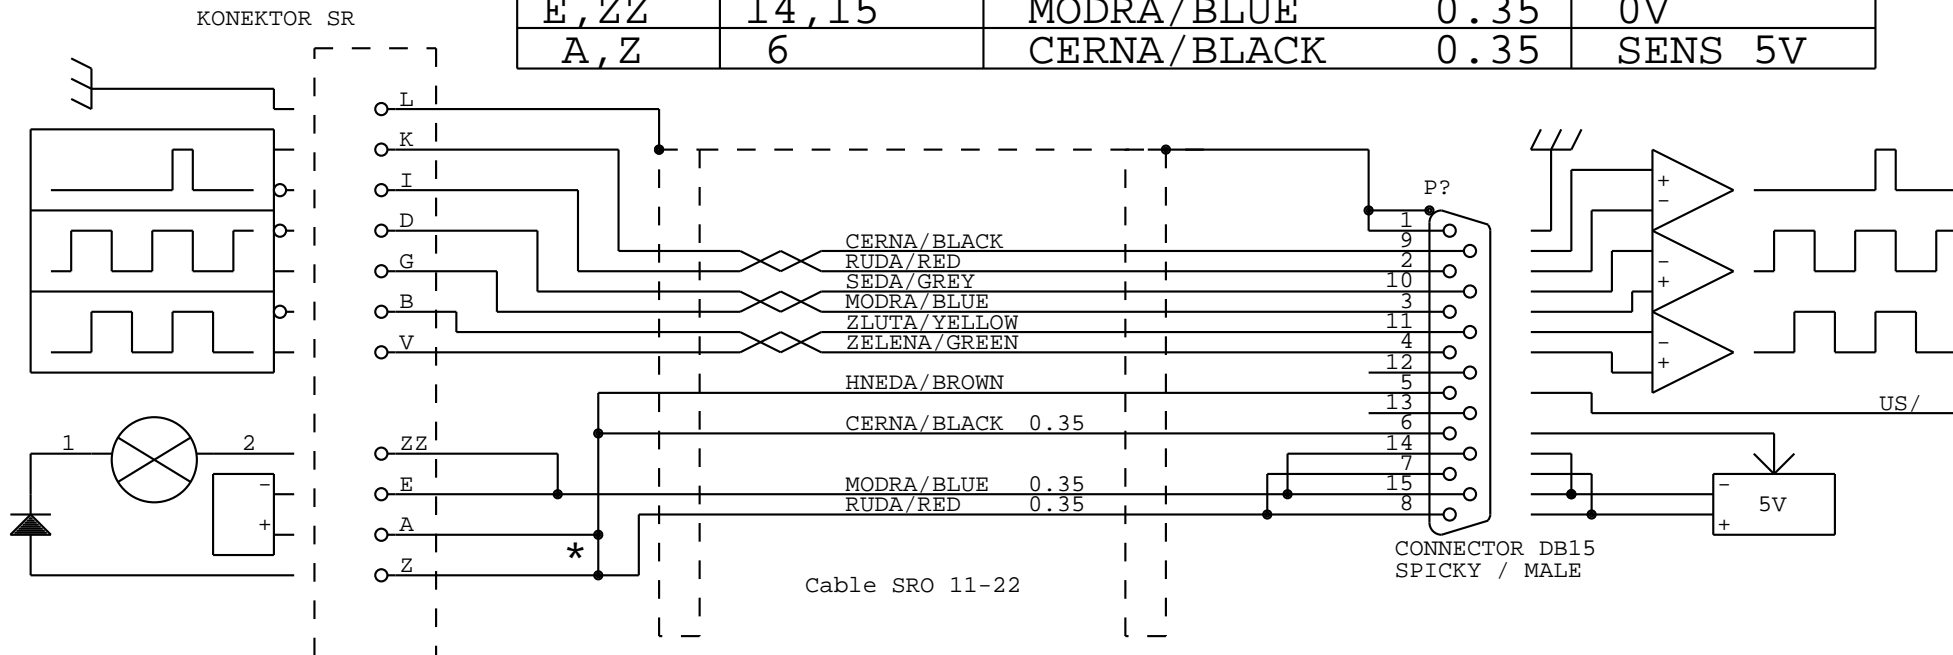 KONEKTOR SR
E,ZZ 14,15 MODRA/BLUE 0.35 0V
A,Z 6 CERNA/BLACK 0.35 SENS 5V
L
K
I
D
G
B
V
ZZ
E
A
Z
1 2
-
+
*
CERNA/BLACK
RUDA/RED
SEDA/GREY
MODRA/BLUE
ZLUTA/YELLOW
ZELENA/GREEN
HNEDA/BROWN
CERNA/BLACK 0.35
MODRA/BLUE 0.35
RUDA/RED 0.35
Cable SRO 11-22
P?
1
9
2
10
3
11
4
12
5
13
6
14
7
15
8
CONNECTOR DB15
SPICKY / MALE
+
-
-
+
-
+
US/
-
5V
+